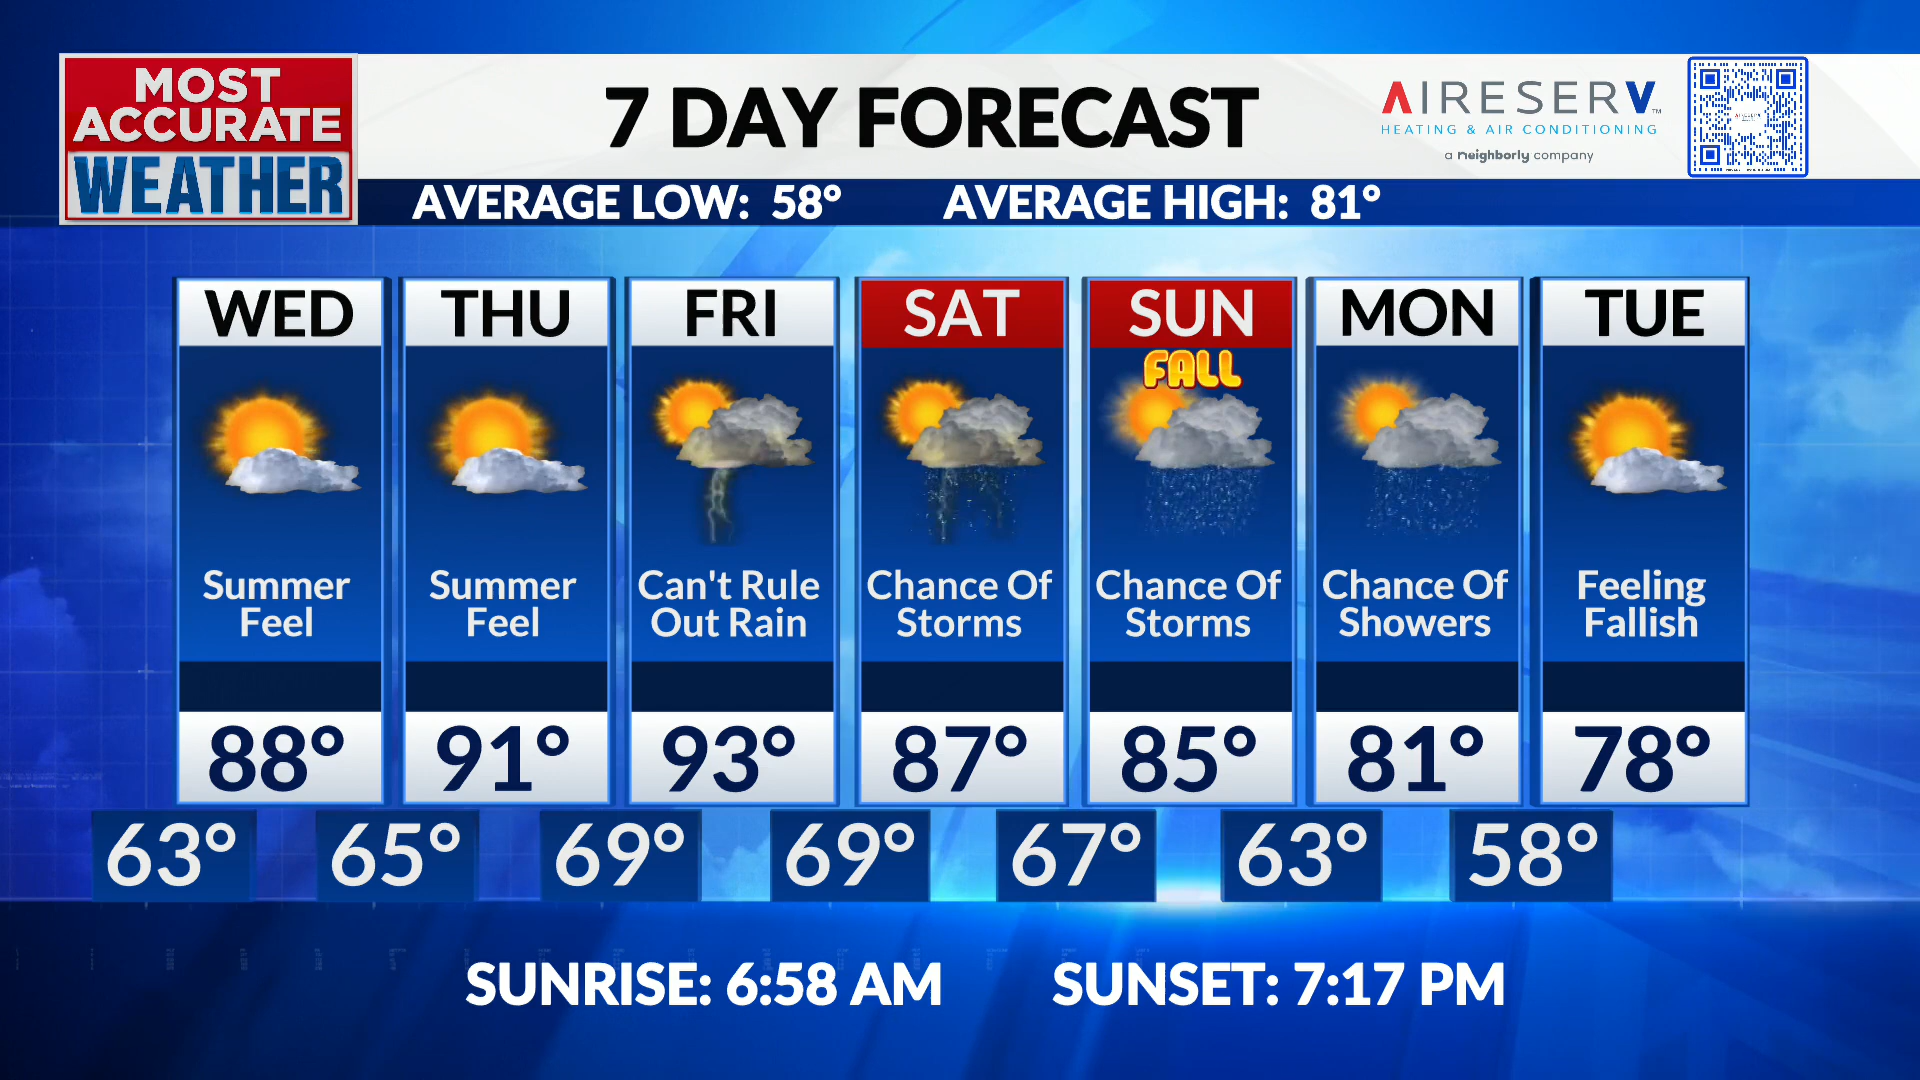 MOST
ACCURATE
WEATHER
7 DAY FORECAST
AIRESERV™
HEATING & AIR CONDITIONING
a neighborly company
AVERAGE LOW: 58° AVERAGE HIGH: 81°
WED THU FRI SAT SUN MON TUE
FALL
Summer Feel
Summer Feel
Can't Rule Out Rain
Chance Of Storms
Chance Of Storms
Chance Of Showers
Feeling Fallish
88° 91° 93° 87° 85° 81° 78°
63° 65° 69° 69° 67° 63° 58°
SUNRISE: 6:58 AM SUNSET: 7:17 PM